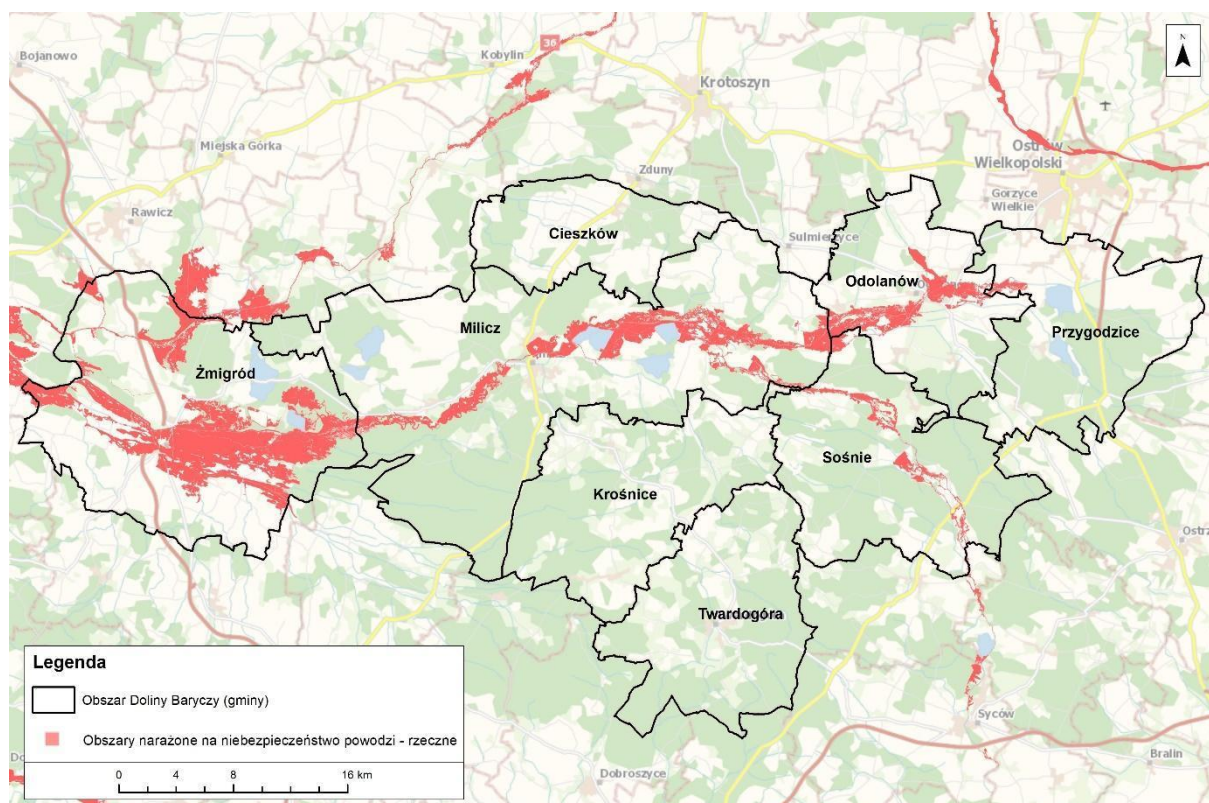 Bojanowo
Kobylin
36
N
Krotoszyn
Miejska Górka
Ostrów
Wielkopolski
Zduny
Gorzyce
Wielkie
Rawicz
Cieszków
Sulmierzyce
Odolanów
Milicz
Przygodzice
Żmigród
Sośnie
Krośnice
Twardogóra
Legenda
Obszar Doliny Baryczy (gminy)
Obszary narażone na niebezpieczeństwo powodzi - rzeczne
0 4 8 16 km
Syców
Bralin
Dobroszyce